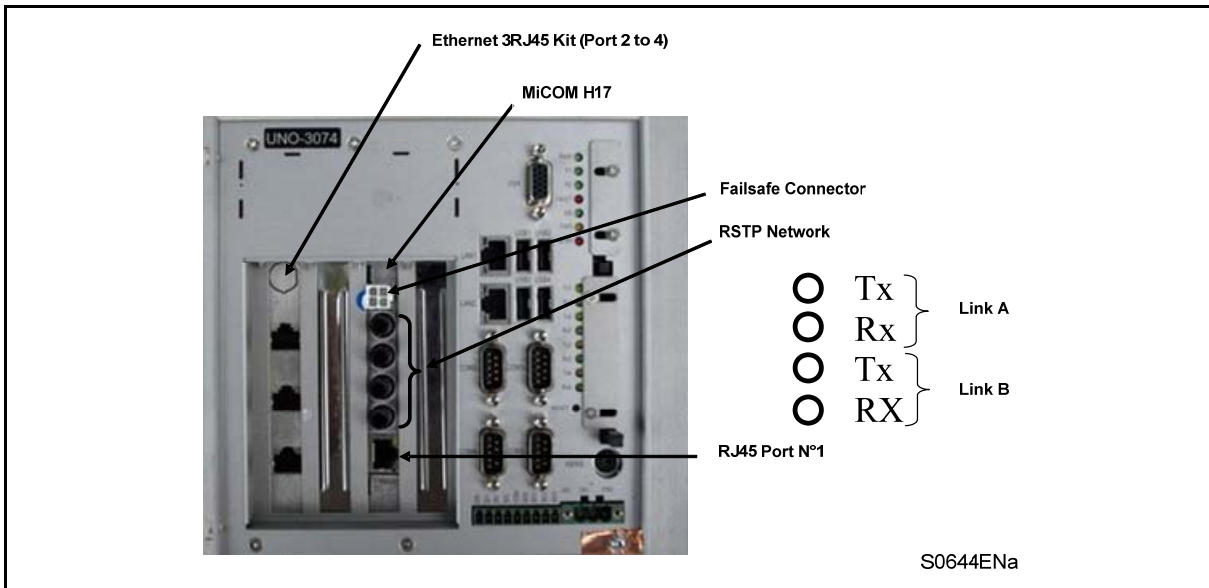 Ethernet 3RJ45 Kit (Port 2 to 4)
MiCOM H17
UNO-3074
Failsafe Connector
RSTP Network
Tx
Rx
Link A
Tx
RX
Link B
RJ45 Port N°1
S0644ENa